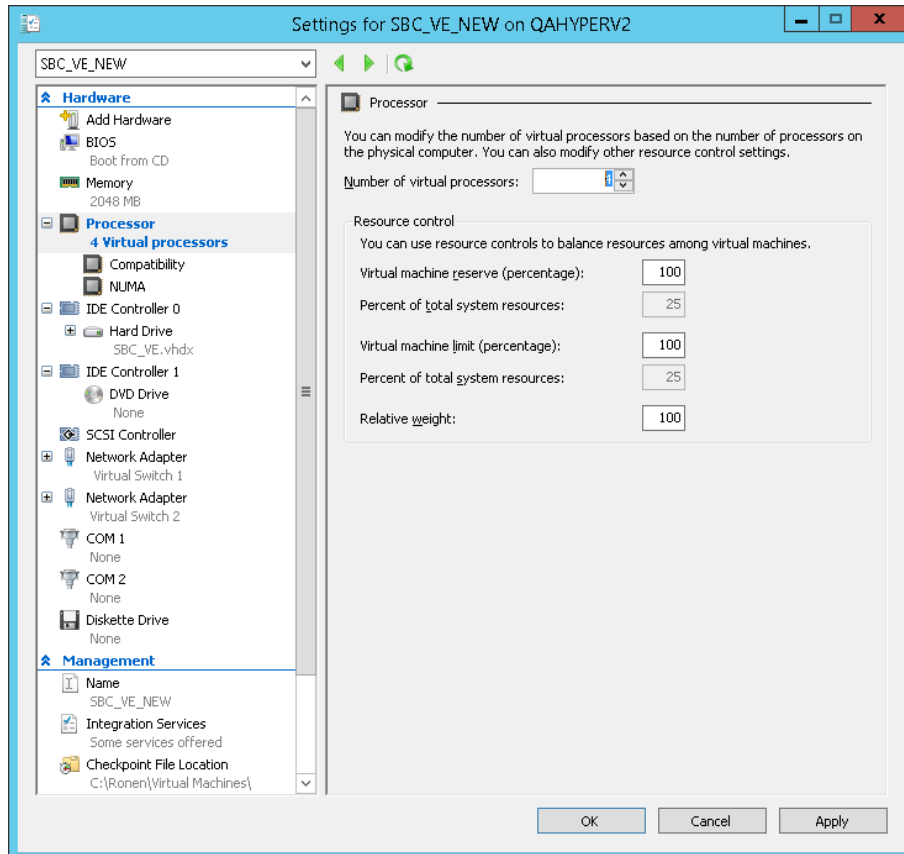 Settings for SBC_VE_NEW on QAHYPERV2
SBC_VE_NEW
Hardware
Add Hardware
BIOS
Boot from CD
Memory
2048 MB
Processor
4 Virtual processors
Compatibility
NUMA
IDE Controller 0
Hard Drive
SBC_VE.vhdx
IDE Controller 1
DVD Drive
None
SCSI Controller
Network Adapter
Virtual Switch 1
Network Adapter
Virtual Switch 2
COM 1
None
COM 2
None
Diskette Drive
None
Management
Name
SBC_VE_NEW
Integration Services
Some services offered
Checkpoint File Location
C:\Ronen\Virtual Machines\
Processor
You can modify the number of virtual processors based on the number of processors on
the physical computer. You can also modify other resource control settings.
Number of virtual processors: 4
Resource control
You can use resource controls to balance resources among virtual machines.
Virtual machine reserve (percentage): 100
Percent of total system resources: 25
Virtual machine limit (percentage): 100
Percent of total system resources: 25
Relative weight: 100
OK Cancel Apply